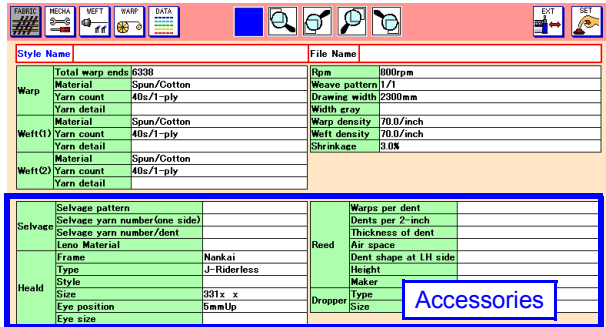 FABRIC MECHA WEFT WARP DATA EXT SET
Style Name File Name
Warp Total warp ends 6338
Material Spun/Cotton
Yarn count 40s/1-ply
Yarn detail
Weft(1) Material Spun/Cotton
Yarn count 40s/1-ply
Yarn detail
Weft(2) Material Spun/Cotton
Yarn count 40s/1-ply
Yarn detail
Rpm 800rpm
Weave pattern 1/1
Drawing width 2300mm
Width gray
Warp density 70.0/inch
Weft density 70.0/inch
Shrinkage 3.0%
Selvage Selvage pattern
Selvage yarn number(one side)
Selvage yarn number/dent
Leno Material
Heald Frame Nankai
Type J-Riderless
Style
Size 331x x
Eye position 5mmUp
Eye size
Reed Warps per dent
Dents per 2-inch
Thickness of dent
Air space
Dent shape at LH side
Height
Maker
Dropper Type
Size
Accessories